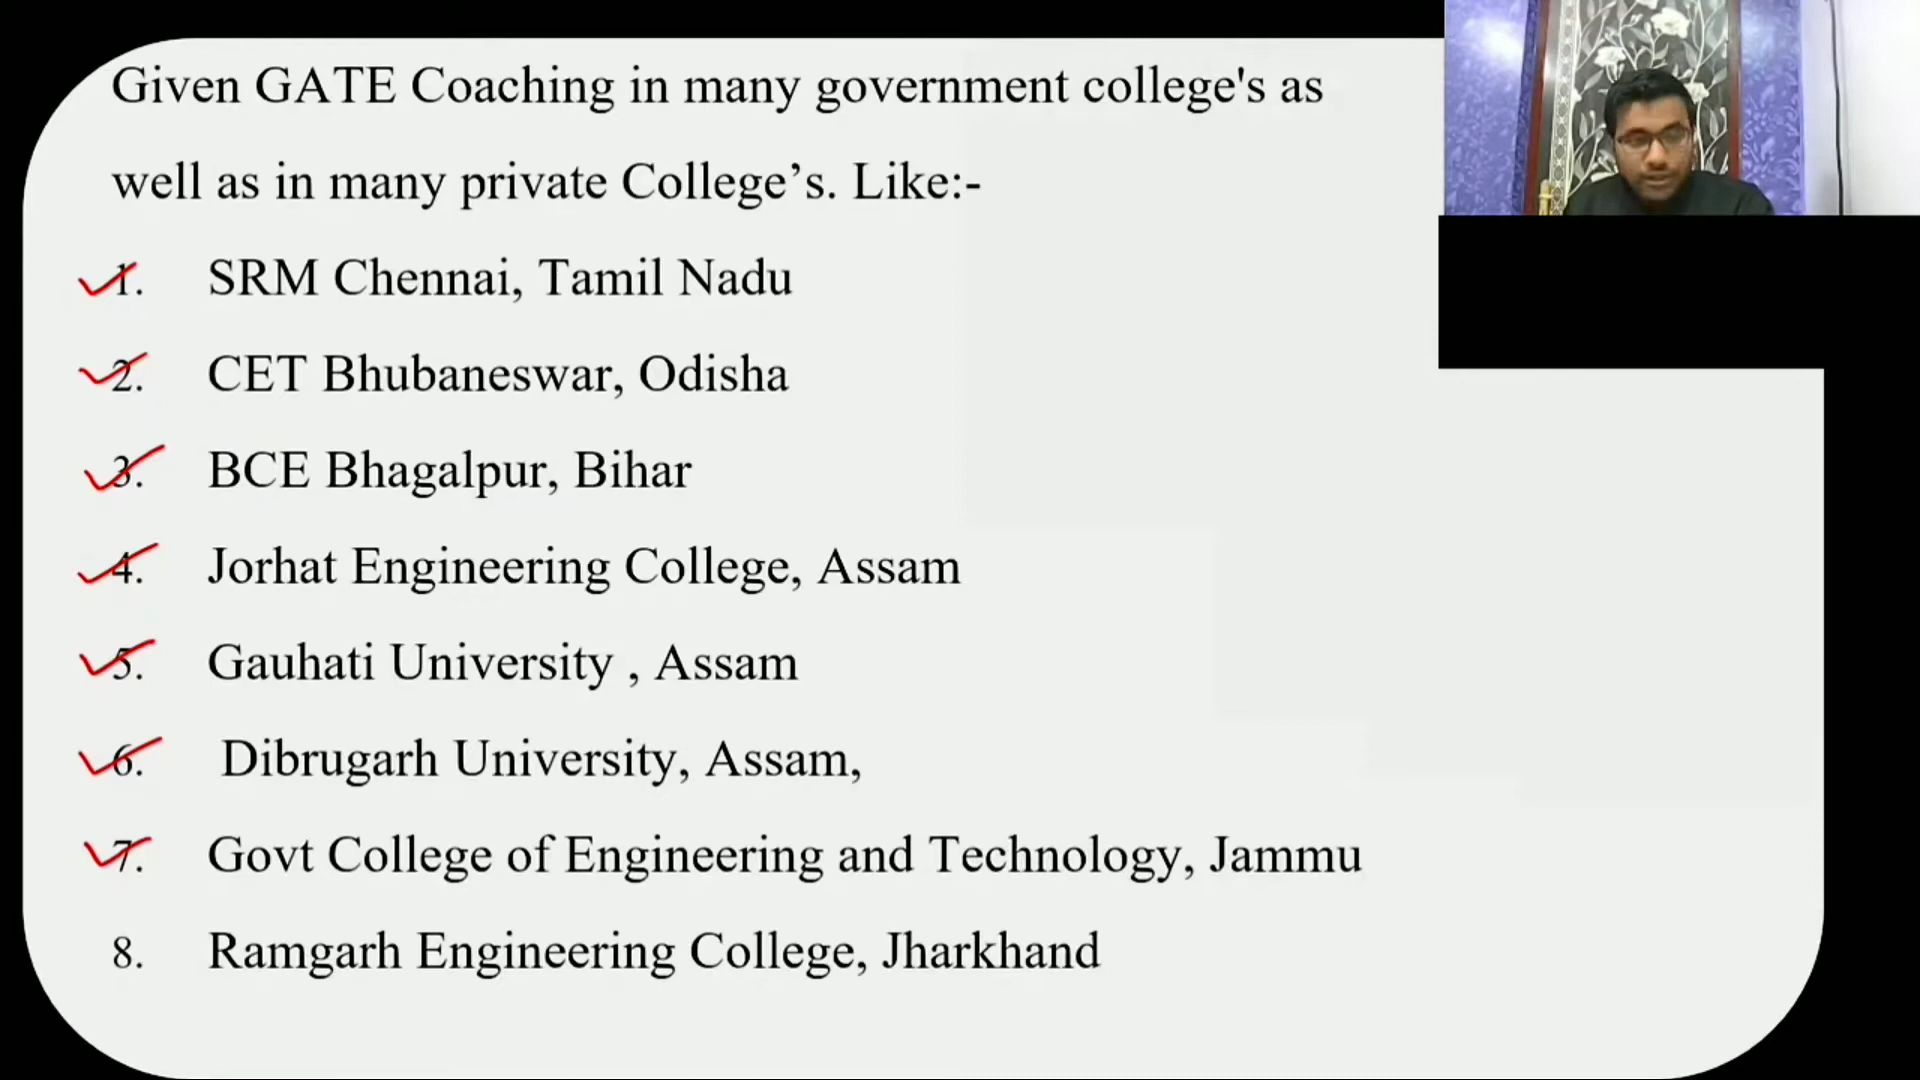 Given GATE Coaching in many government college's as
well as in many private College’s. Like:-
1. SRM Chennai, Tamil Nadu
2. CET Bhubaneswar, Odisha
3. BCE Bhagalpur, Bihar
4. Jorhat Engineering College, Assam
5. Gauhati University , Assam
6. Dibrugarh University, Assam,
7. Govt College of Engineering and Technology, Jammu
8. Ramgarh Engineering College, Jharkhand